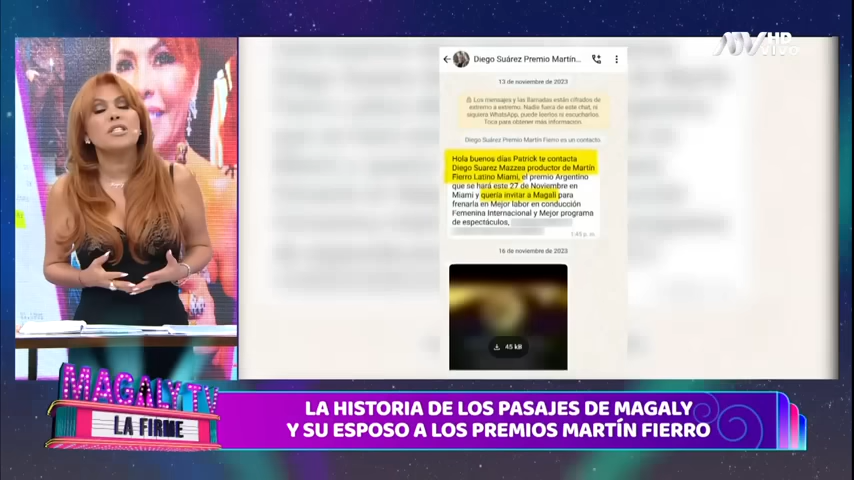 ATV HD
VIVO
Diego Suárez Premio Martín...
13 de noviembre de 2023
Los mensajes y las llamadas están cifrados de
extremo a extremo. Nadie fuera de este chat, ni
siquiera WhatsApp, puede leerlos ni escucharlos.
Toca para obtener más información.
Diego Suárez Premio Martín Fierro es un contacto
Hola buenos días Patrick te contacta
Diego Suarez Mazzea productor de Martín
Fierro Latino Miami, el premio Argentino
que se hará este 27 de Noviembre en
Miami y quería invitar a Magali para
frenarla en Mejor labor en conducción
Femenina Internacional y Mejor programa
de espectáculos,
1:45 p. m.
16 de noviembre de 2023
45 kB
MAGALY TV
LA FIRME
LA HISTORIA DE LOS PASAJES DE MAGALY
Y SU ESPOSO A LOS PREMIOS MARTÍN FIERRO